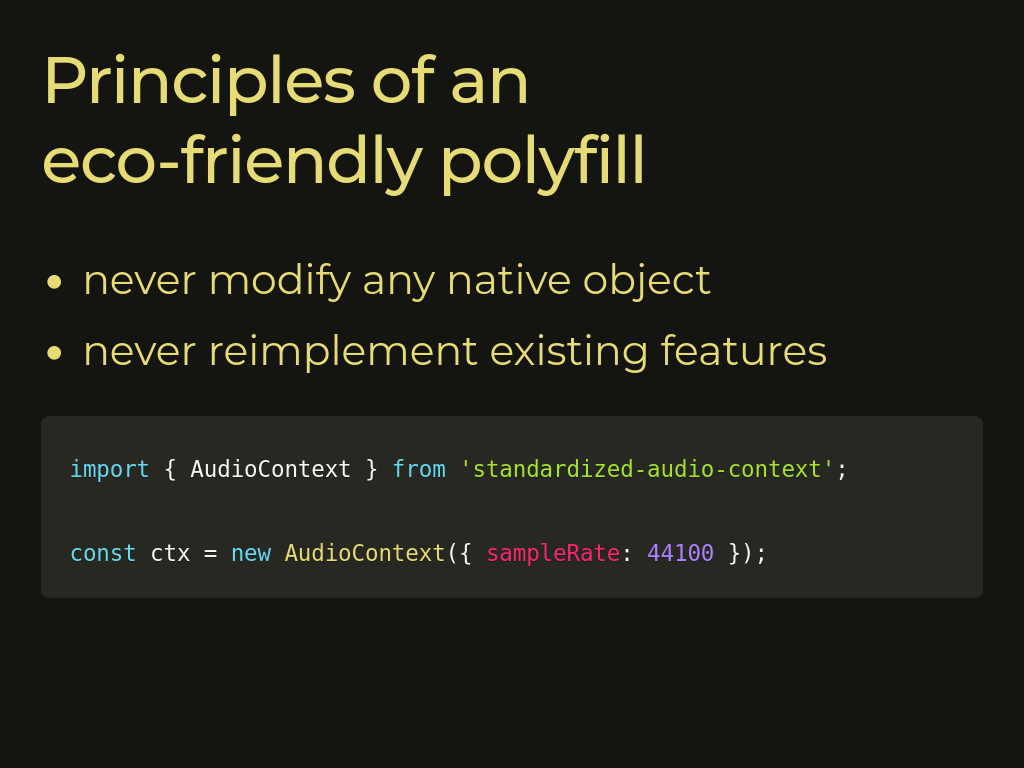 Principles of an
eco-friendly polyfill
• never modify any native object
• never reimplement existing features
import { AudioContext } from 'standardized-audio-context';
const ctx = new AudioContext({ sampleRate: 44100 });